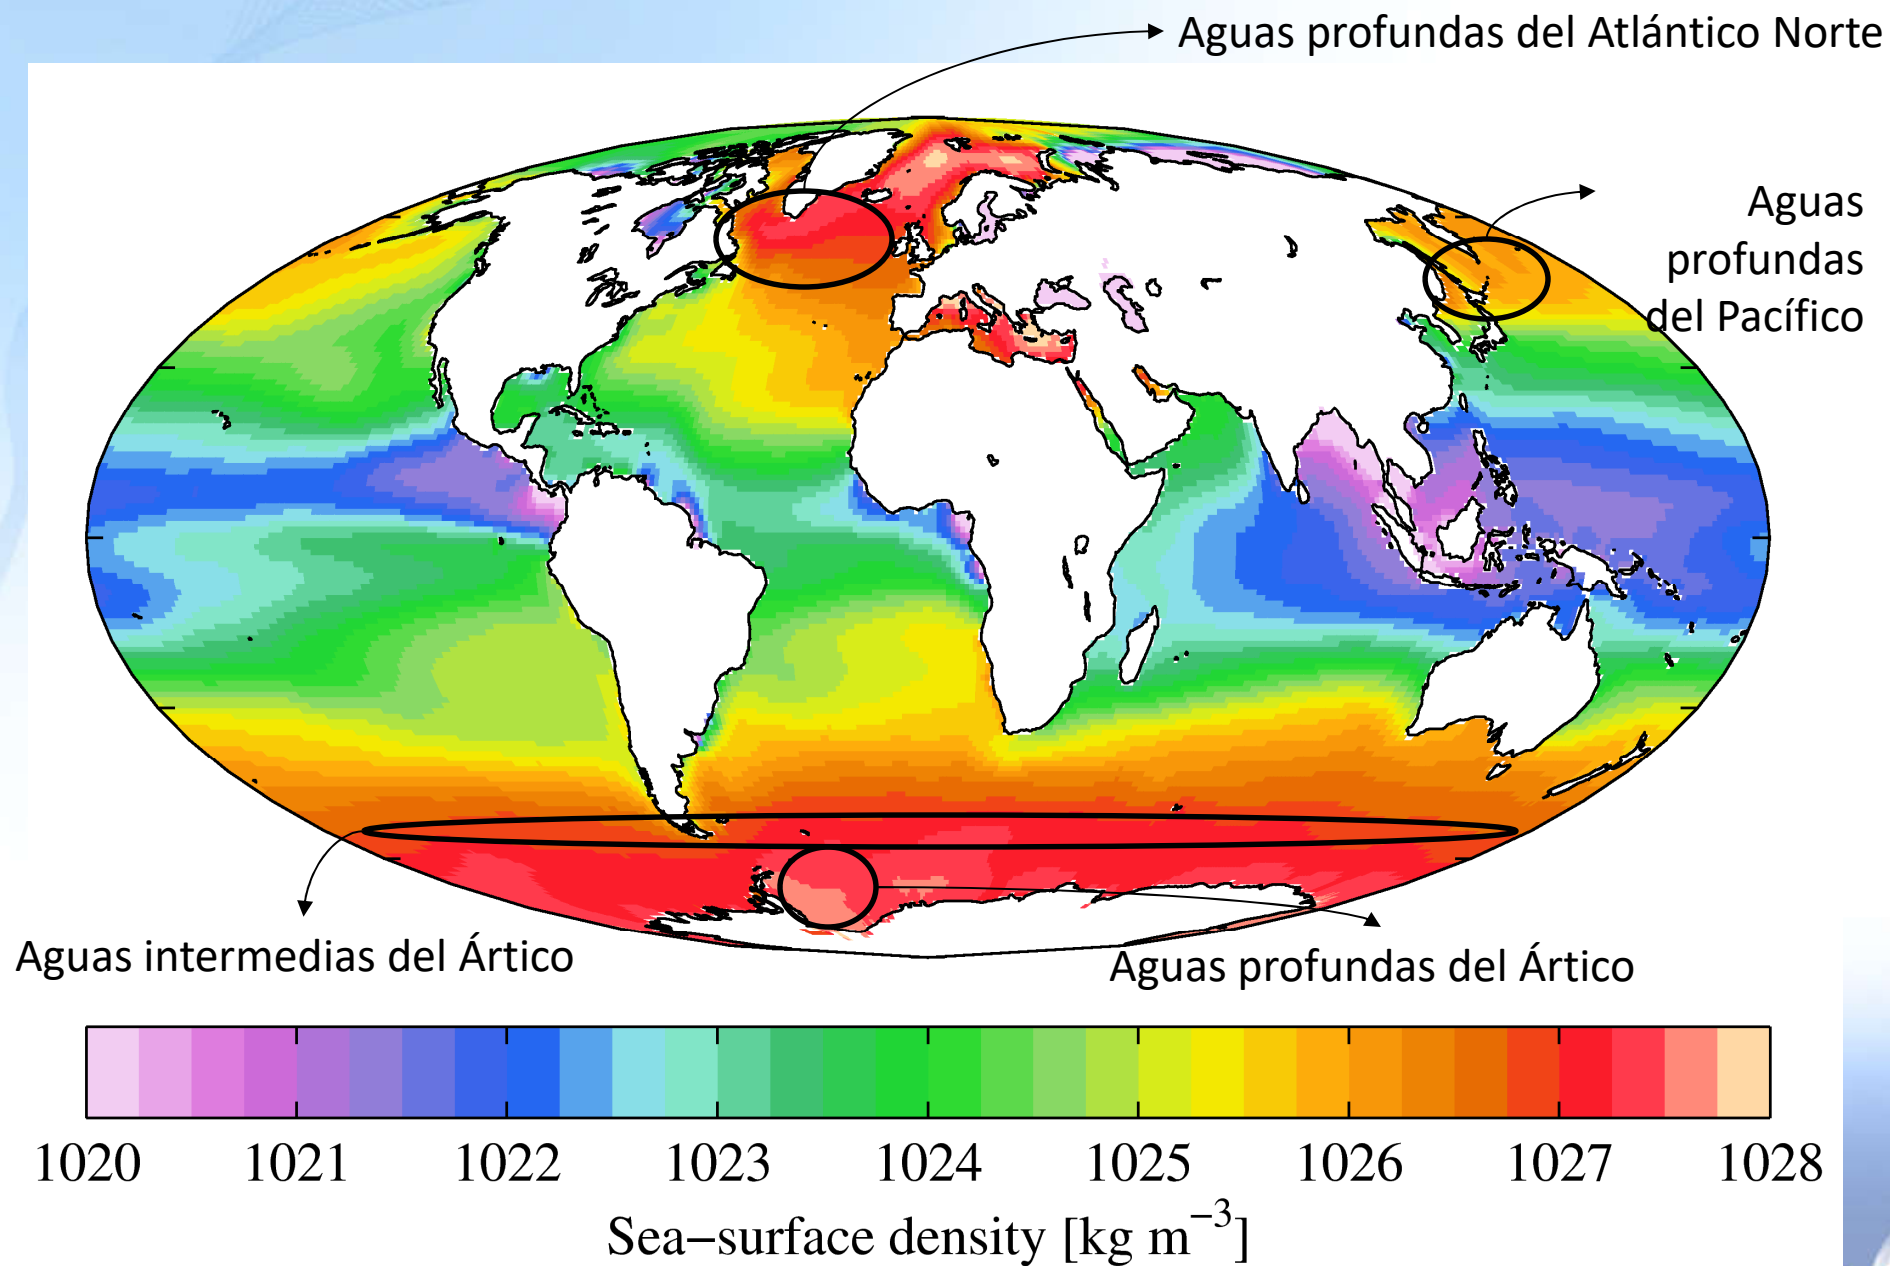 Aguas profundas del Atlántico Norte
Aguas
profundas
del Pacífico
Aguas intermedias del Ártico
Aguas profundas del Ártico
1020 1021 1022 1023 1024 1025 1026 1027 1028
Sea−surface density [kg m⁻³]